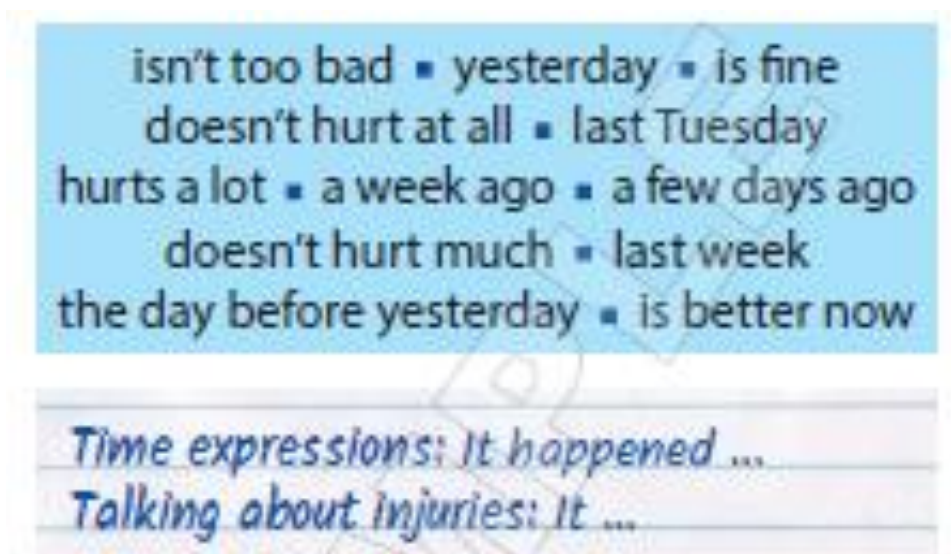 isn't too bad ▪ yesterday ▪ is fine
doesn't hurt at all ▪ last Tuesday
hurts a lot ▪ a week ago ▪ a few days ago
doesn't hurt much ▪ last week
the day before yesterday ▪ is better now
Time expressions: It happened ...
Talking about injuries: It ...